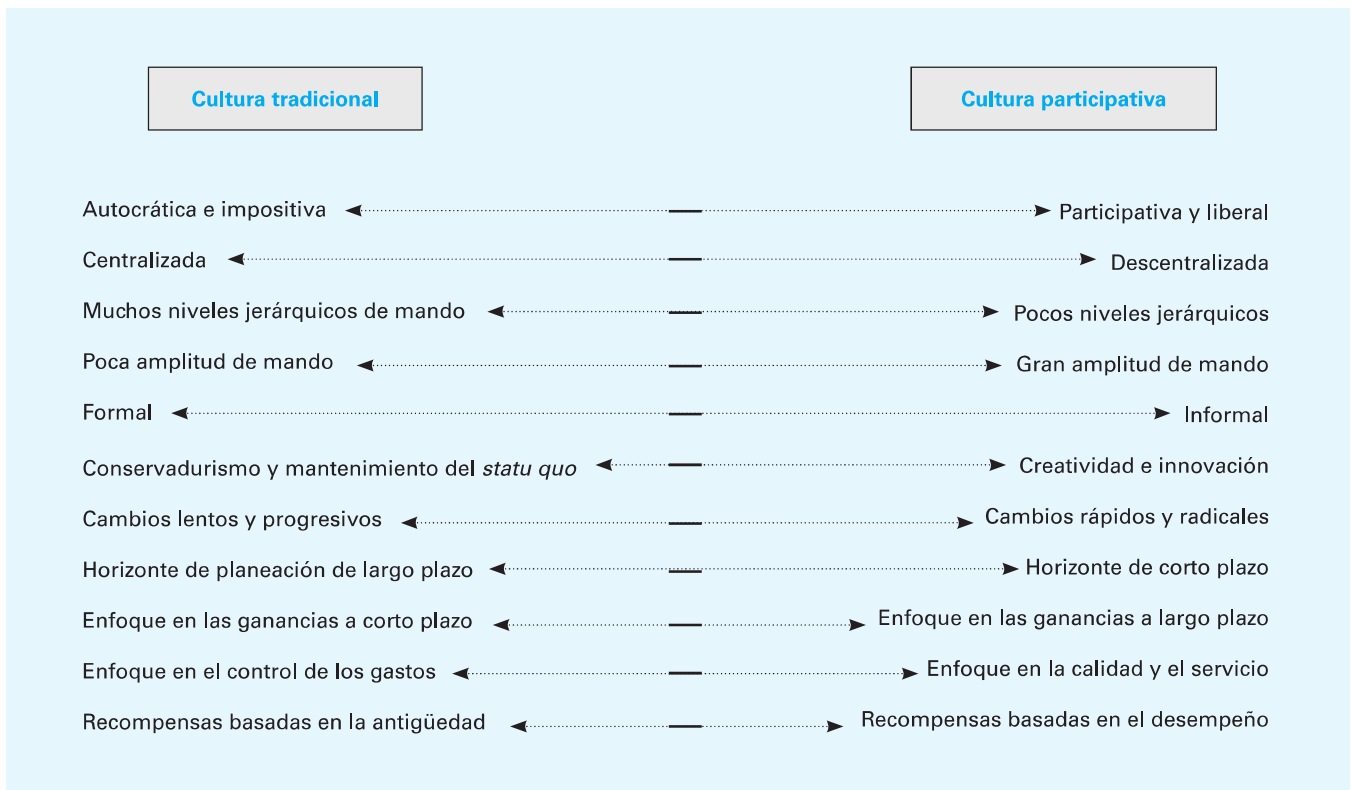 Cultura tradicional Cultura participativa
Autocrática e impositiva Participativa y liberal
Centralizada Descentralizada
Muchos niveles jerárquicos de mando Pocos niveles jerárquicos
Poca amplitud de mando Gran amplitud de mando
Formal Informal
Conservadurismo y mantenimiento del statu quo Creatividad e innovación
Cambios lentos y progresivos Cambios rápidos y radicales
Horizonte de planeación de largo plazo Horizonte de corto plazo
Enfoque en las ganancias a corto plazo Enfoque en las ganancias a largo plazo
Enfoque en el control de los gastos Enfoque en la calidad y el servicio
Recompensas basadas en la antigüedad Recompensas basadas en el desempeño